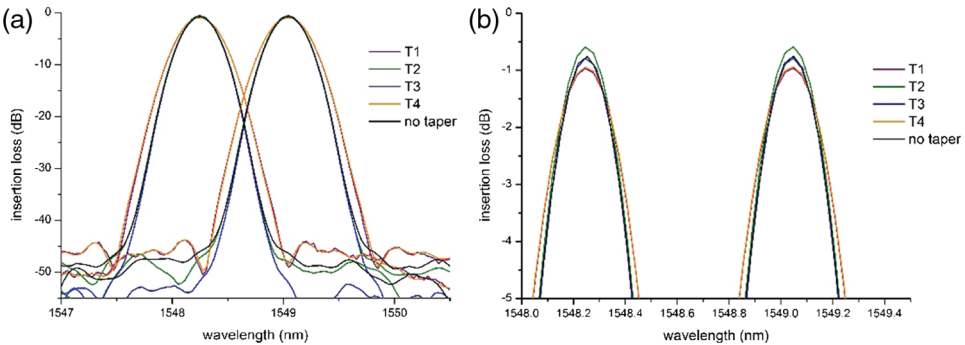 (a)
0
-10
-20
-30
-40
-50
insertion loss (dB)
1547
1548
1549
1550
wavelength (nm)
T1
T2
T3
T4
no taper
(b)
0
-1
-2
-3
-4
-5
insertion loss (dB)
1548.0
1548.2
1548.4
1548.6
1548.8
1549.0
1549.2
1549.4
wavelength (nm)
T1
T2
T3
T4
no taper